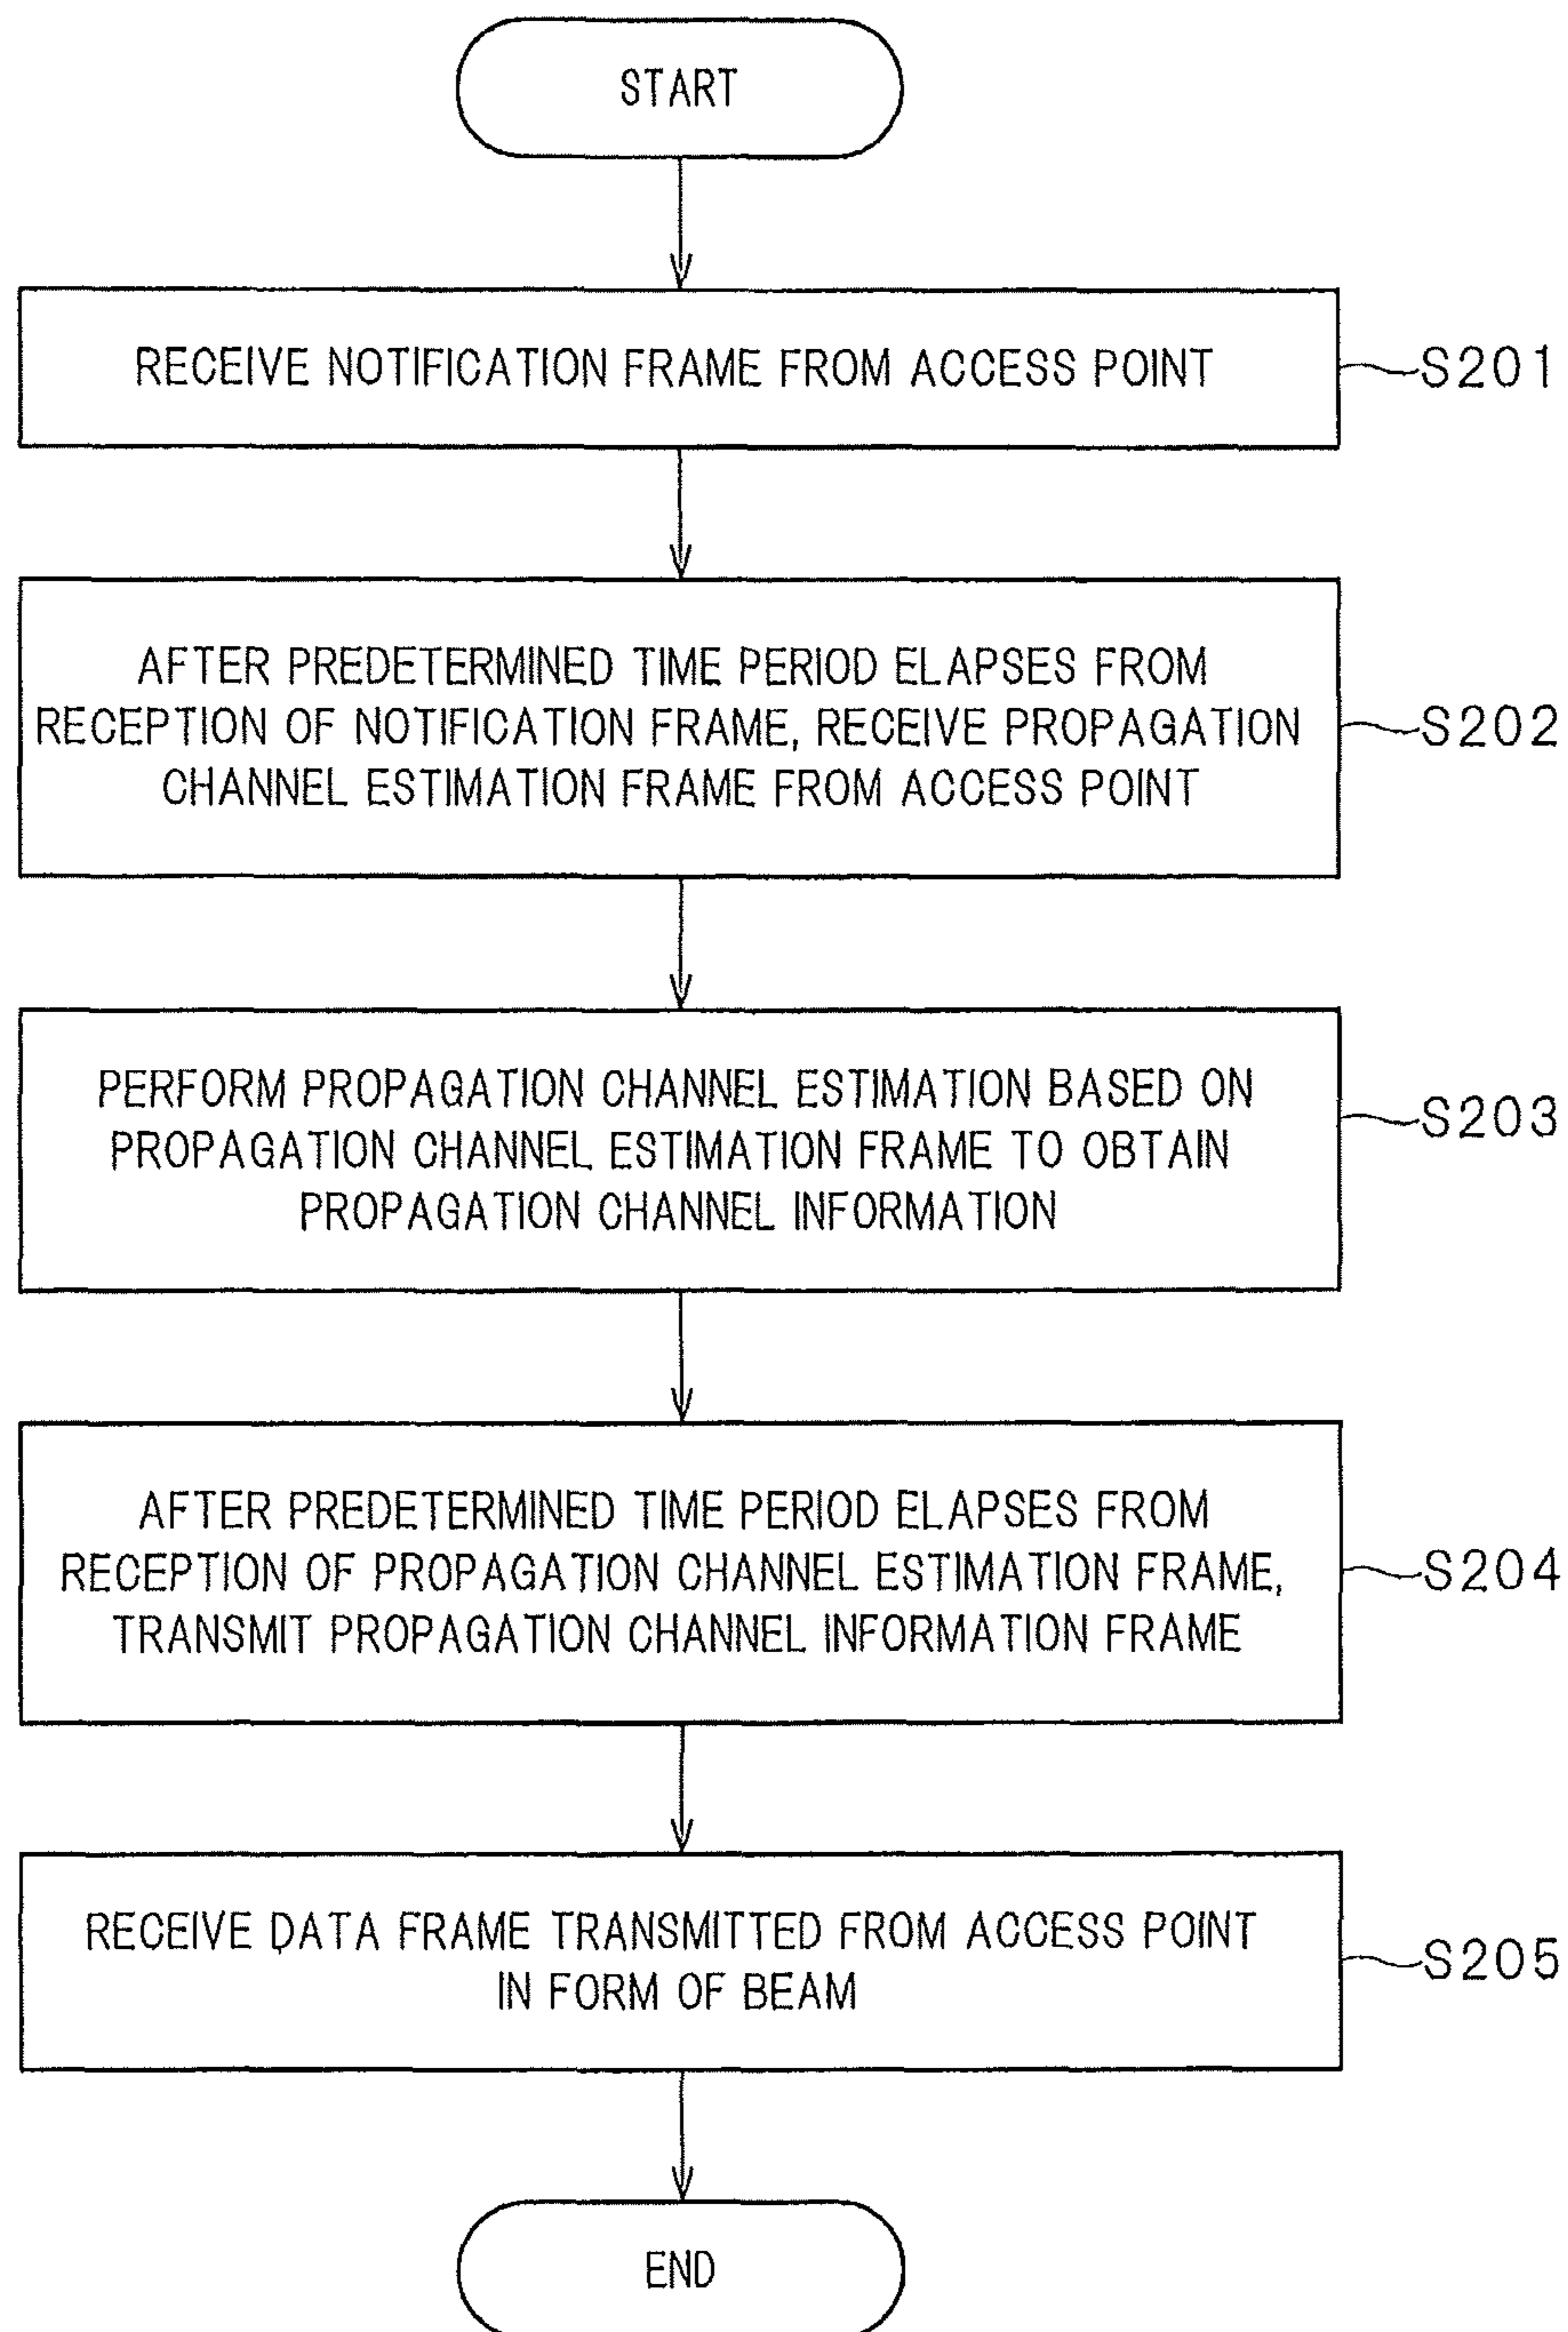 START
RECEIVE NOTIFICATION FRAME FROM ACCESS POINT
S201
AFTER PREDETERMINED TIME PERIOD ELAPSES FROM
RECEPTION OF NOTIFICATION FRAME, RECEIVE PROPAGATION
CHANNEL ESTIMATION FRAME FROM ACCESS POINT
S202
PERFORM PROPAGATION CHANNEL ESTIMATION BASED ON
PROPAGATION CHANNEL ESTIMATION FRAME TO OBTAIN
PROPAGATION CHANNEL INFORMATION
S203
AFTER PREDETERMINED TIME PERIOD ELAPSES FROM
RECEPTION OF PROPAGATION CHANNEL ESTIMATION FRAME,
TRANSMIT PROPAGATION CHANNEL INFORMATION FRAME
S204
RECEIVE DATA FRAME TRANSMITTED FROM ACCESS POINT
IN FORM OF BEAM
S205
END